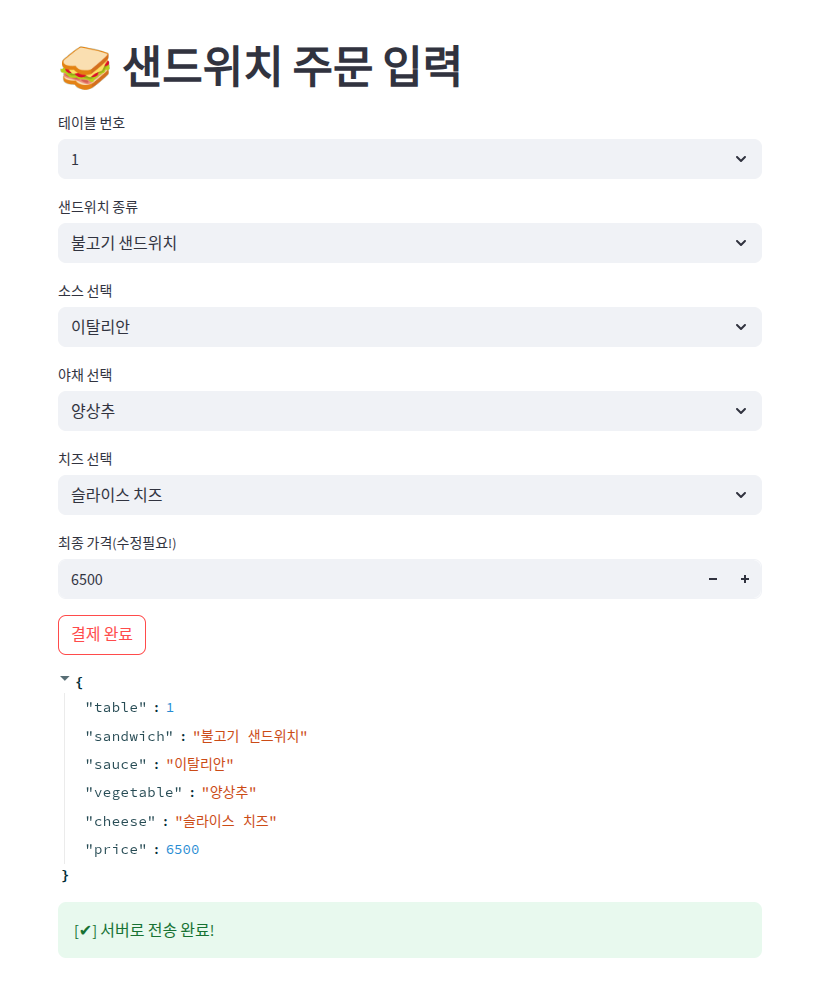 샌드위치 주문 입력
테이블 번호
1
샌드위치 종류
불고기 샌드위치
소스 선택
이탈리안
야채 선택
양상추
치즈 선택
슬라이스 치즈
최종 가격(수정필요!)
6500
결제 완료
{
"table" : 1
"sandwich" : "불고기 샌드위치"
"sauce" : "이탈리안"
"vegetable" : "양상추"
"cheese" : "슬라이스 치즈"
"price" : 6500
}
[✔] 서버로 전송 완료!